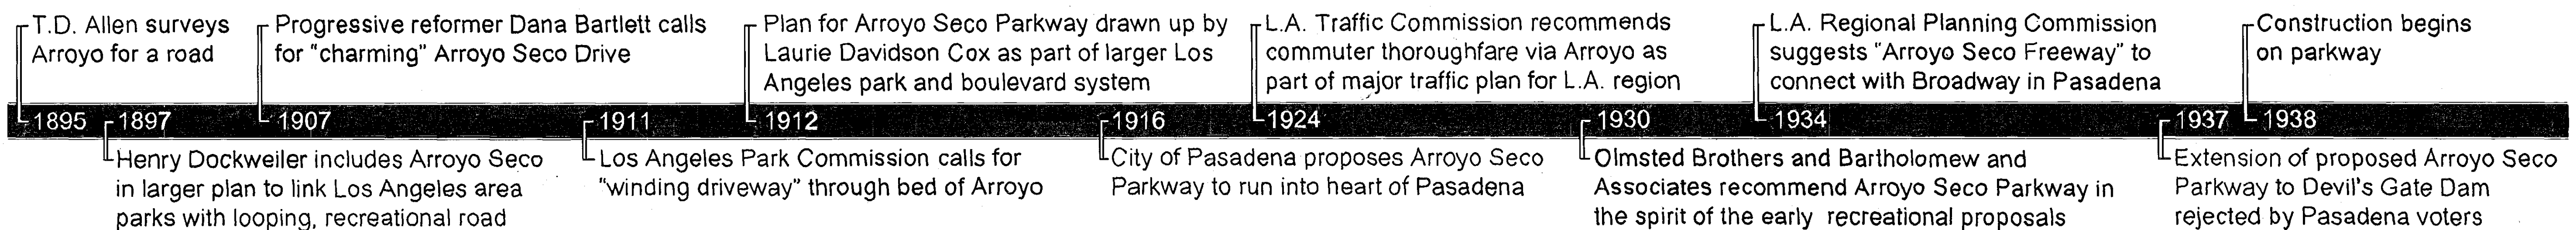 T.D. Allen surveys
Arroyo for a road
Progressive reformer Dana Bartlett calls
for "charming" Arroyo Seco Drive
Plan for Arroyo Seco Parkway drawn up by
Laurie Davidson Cox as part of larger Los
Angeles park and boulevard system
L.A. Traffic Commission recommends
commuter thoroughfare via Arroyo as
part of major traffic plan for L.A. region
L.A. Regional Planning Commission
suggests "Arroyo Seco Freeway" to
connect with Broadway in Pasadena
Construction begins
on parkway
1895
1897
1907
1911
1912
1916
1924
1930
1934
1937
1938
Henry Dockweiler includes Arroyo Seco
in larger plan to link Los Angeles area
parks with looping, recreational road
Los Angeles Park Commission calls for
"winding driveway" through bed of Arroyo
City of Pasadena proposes Arroyo Seco
Parkway to run into heart of Pasadena
Olmsted Brothers and Bartholomew and
Associates recommend Arroyo Seco Parkway in
the spirit of the early recreational proposals
Extension of proposed Arroyo Seco
Parkway to Devil's Gate Dam
rejected by Pasadena voters